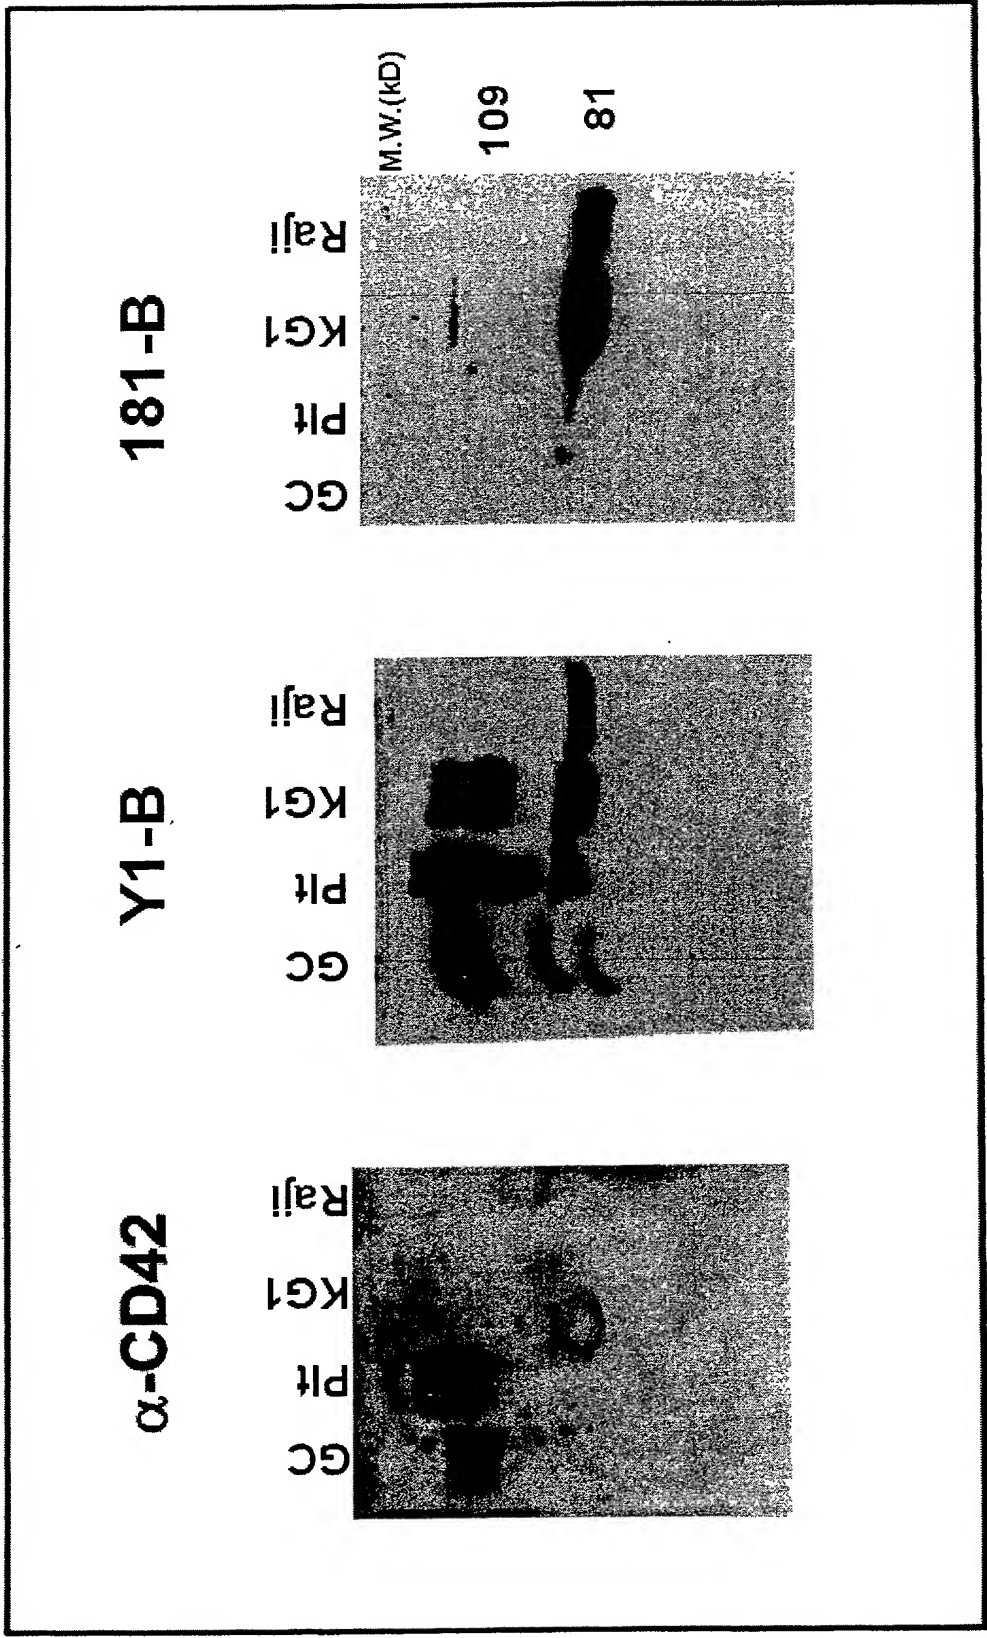 α-CD42
Y1-B
181-B
GC Plt KG1 Raji
GC Plt KG1 Raji
GC Plt KG1 Raji
M.W.(kD)
109
81